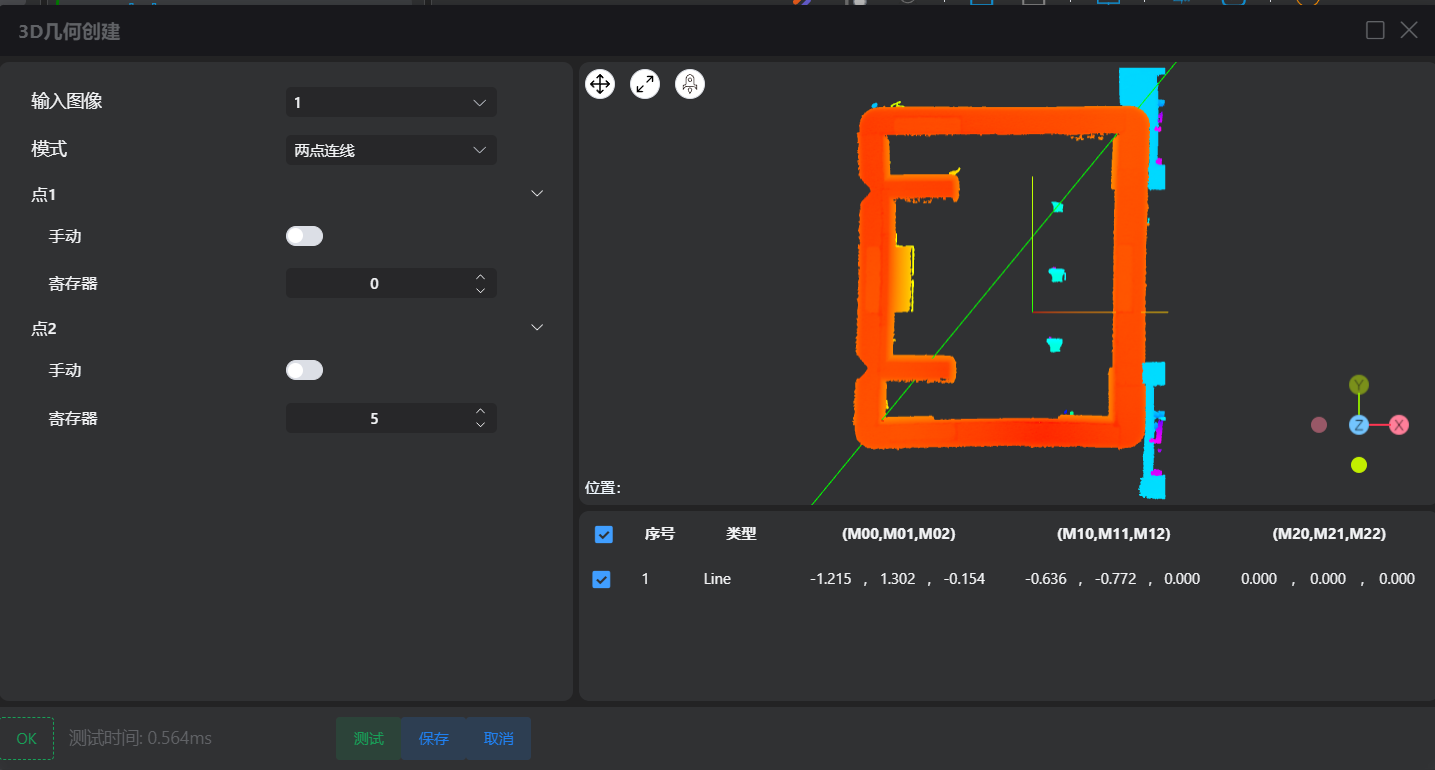 3D几何创建
输入图像 1
模式 两点连线
点1
手动
寄存器 0
点2
手动
寄存器 5
Y
Z X
位置:
序号 类型 (M00,M01,M02) (M10,M11,M12) (M20,M21,M22)
1 Line -1.215 , 1.302 , -0.154 -0.636 , -0.772 , 0.000 0.000 , 0.000 , 0.000
OK 测试时间: 0.564ms 测试 保存 取消